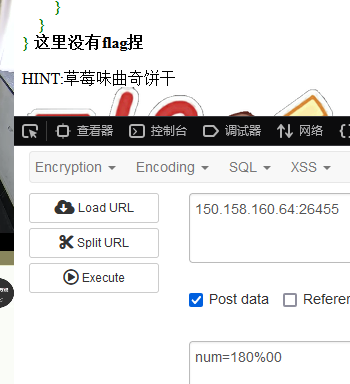 }
}
} 这里没有flag捏
HINT:草莓味曲奇饼干
查看器 控制台 调试器 网络
Encryption Encoding SQL XSS
Load URL
150.158.160.64:26455
Split URL
Execute
Post data Referer
num=180%00